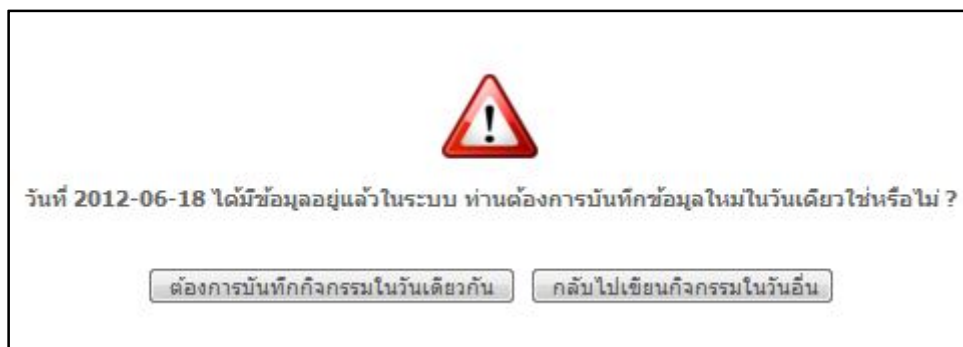 วันที่ 2012-06-18 ได้มีข้อมูลอยู่แล้วในระบบ ท่านต้องการบันทึกข้อมูลใหม่ในวันเดียวใช่หรือไม่ ?
ต้องการบันทึกกิจกรรมในวันเดียวกัน กลับไปเขียนกิจกรรมในวันอื่น